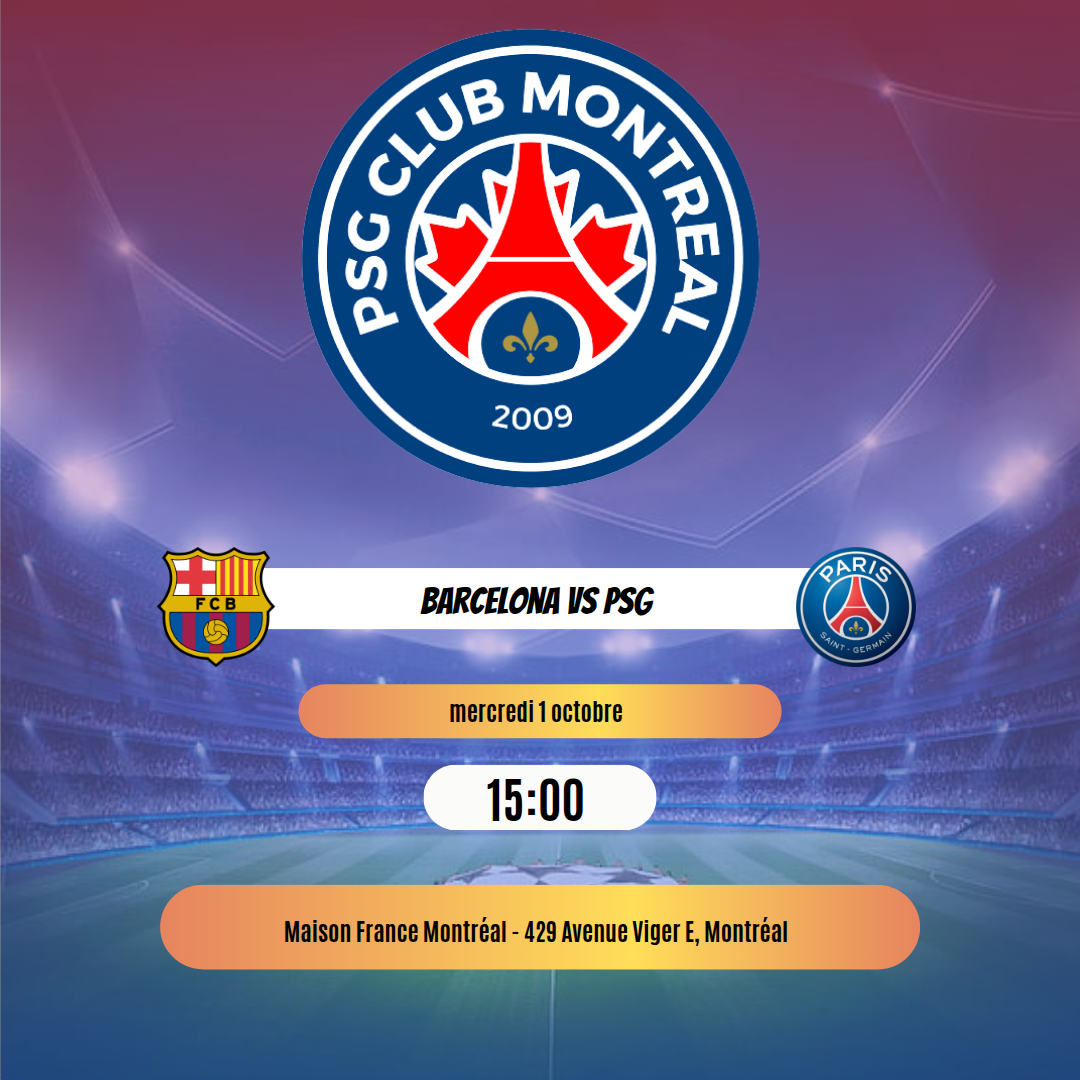 PSG CLUB MONTREAL
2009
FCB
BARCELONA VS PSG
PARIS
SAINT - GERMAIN
mercredi 1 octobre
15:00
Maison France Montréal - 429 Avenue Viger E, Montréal